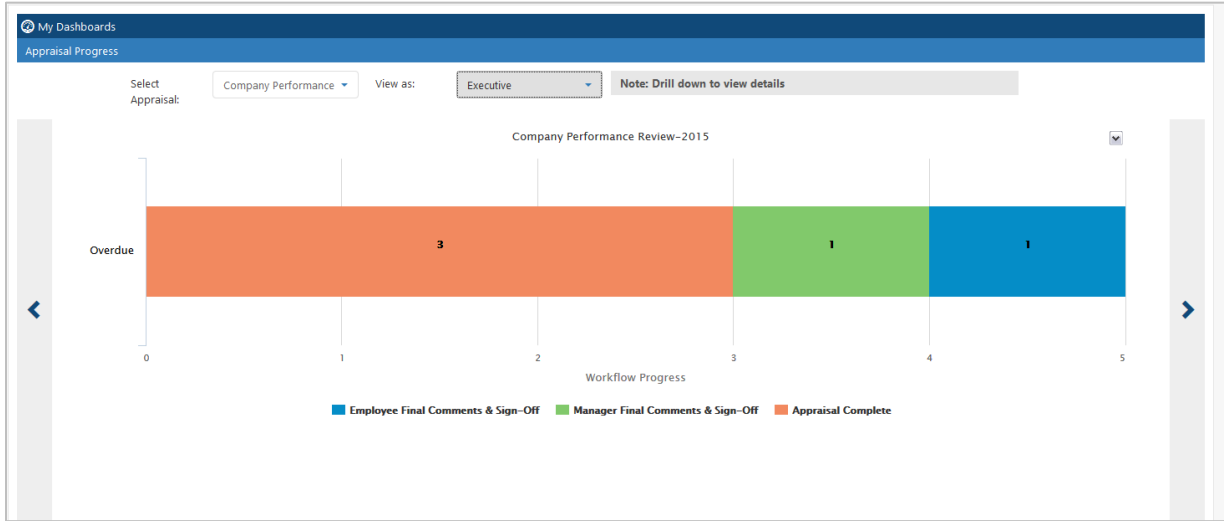 My Dashboards
Appraisal Progress
Select Appraisal:
Company Performance
View as:
Executive
Note: Drill down to view details
Company Performance Review-2015
Overdue
3
1
1
0
1
2
3
4
5
Workflow Progress
Employee Final Comments & Sign-Off
Manager Final Comments & Sign-Off
Appraisal Complete